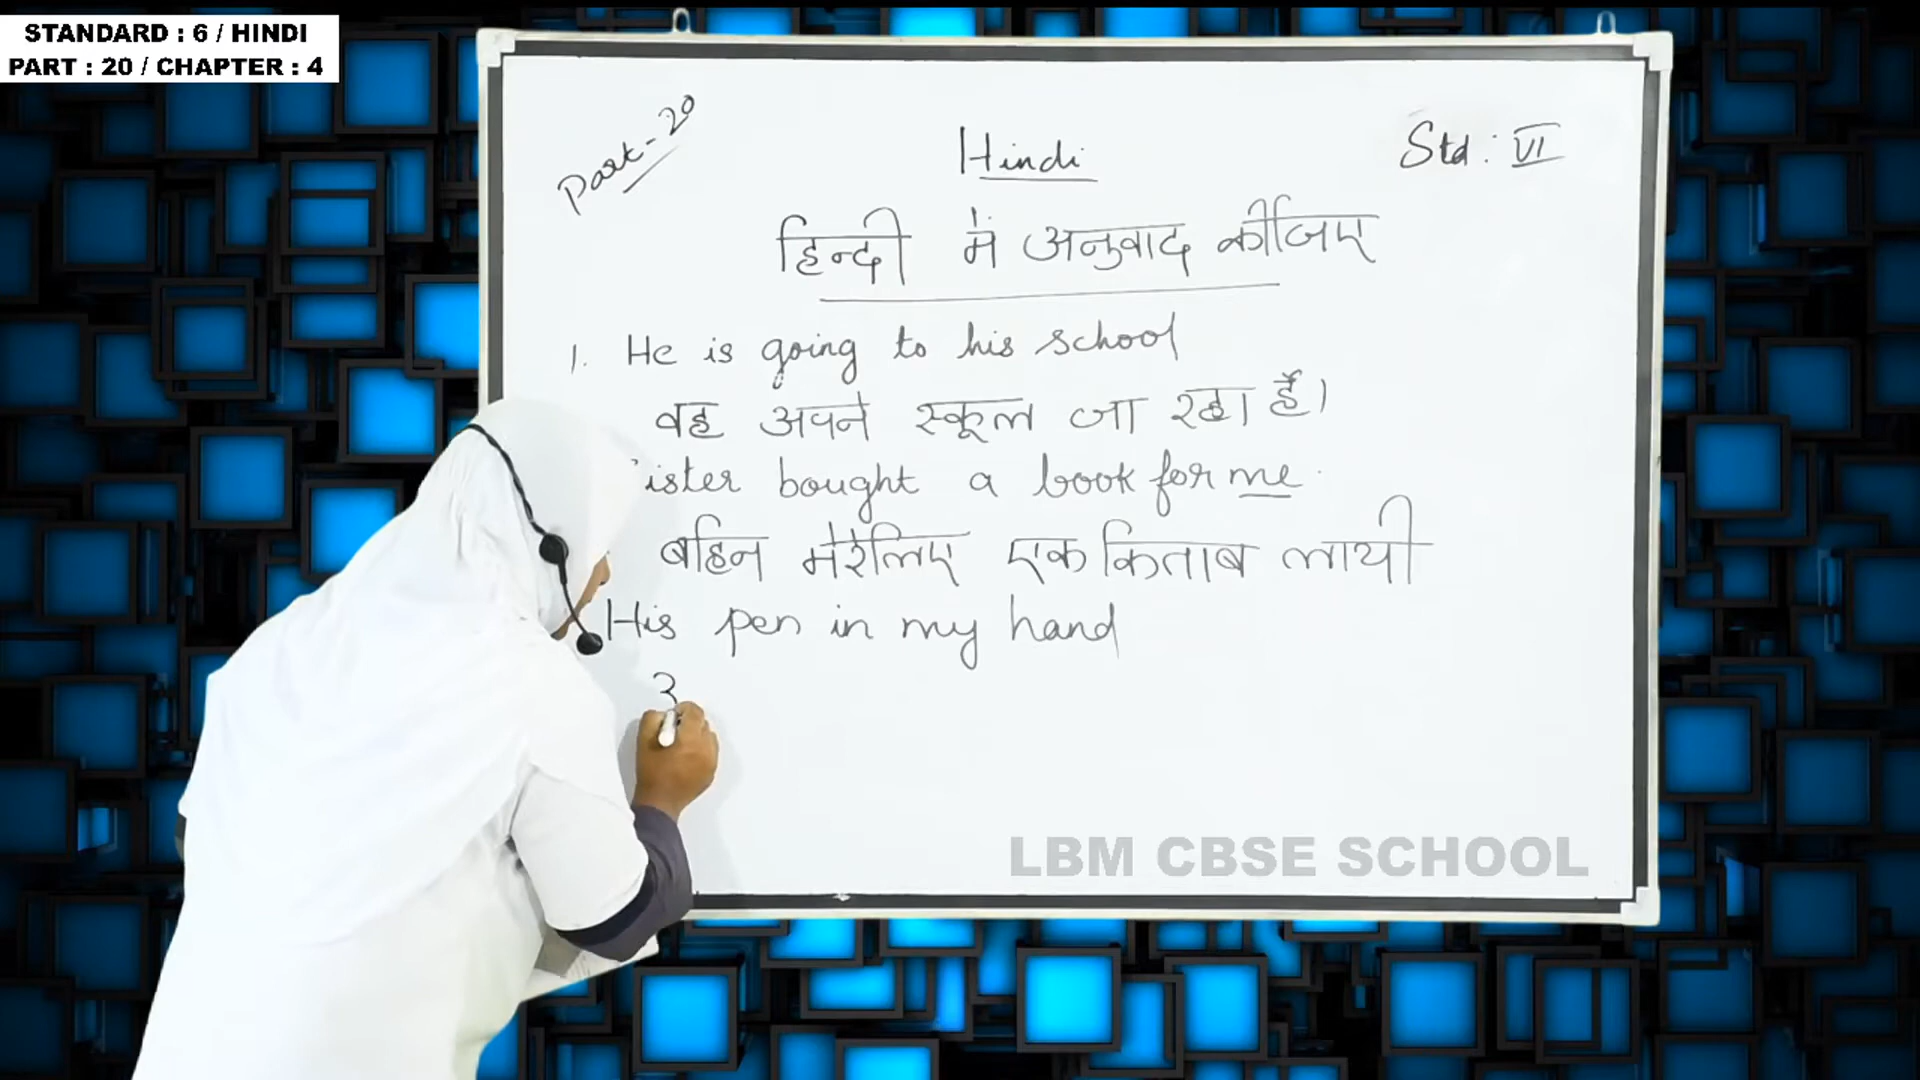 STANDARD : 6 / HINDI
PART : 20 / CHAPTER : 4
Part - 20
Hindi
Std : VI
हिन्दी में अनुवाद कीजिए
1. He is going to his school
वह अपने स्कूल जा रहा है।
ister bought a book for me.
बहिन मेरेलिए एक किताब लायी
His pen in my hand
LBM CBSE SCHOOL